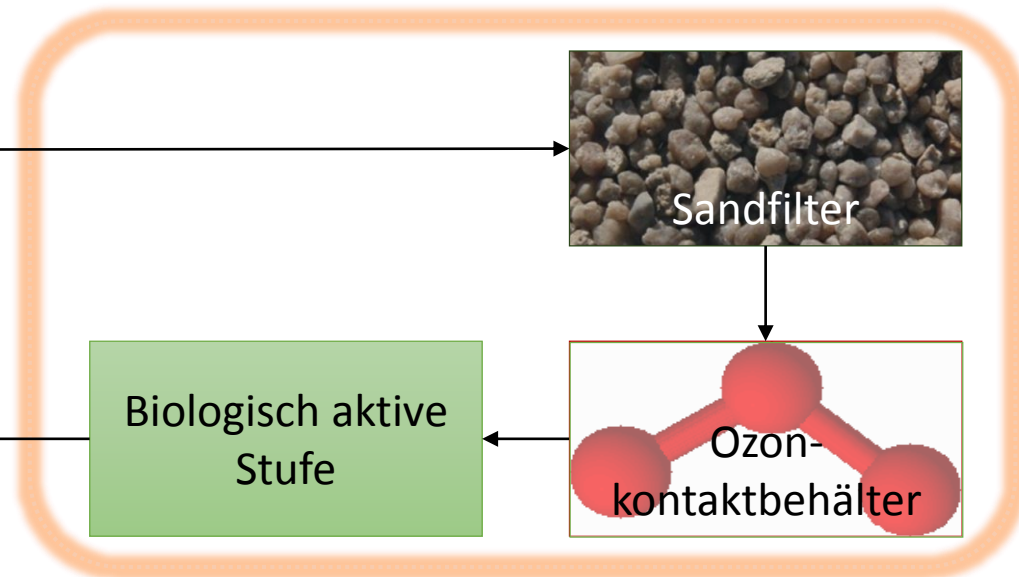 Sandfilter
Biologisch aktive
Stufe
Ozon-
kontaktbehälter